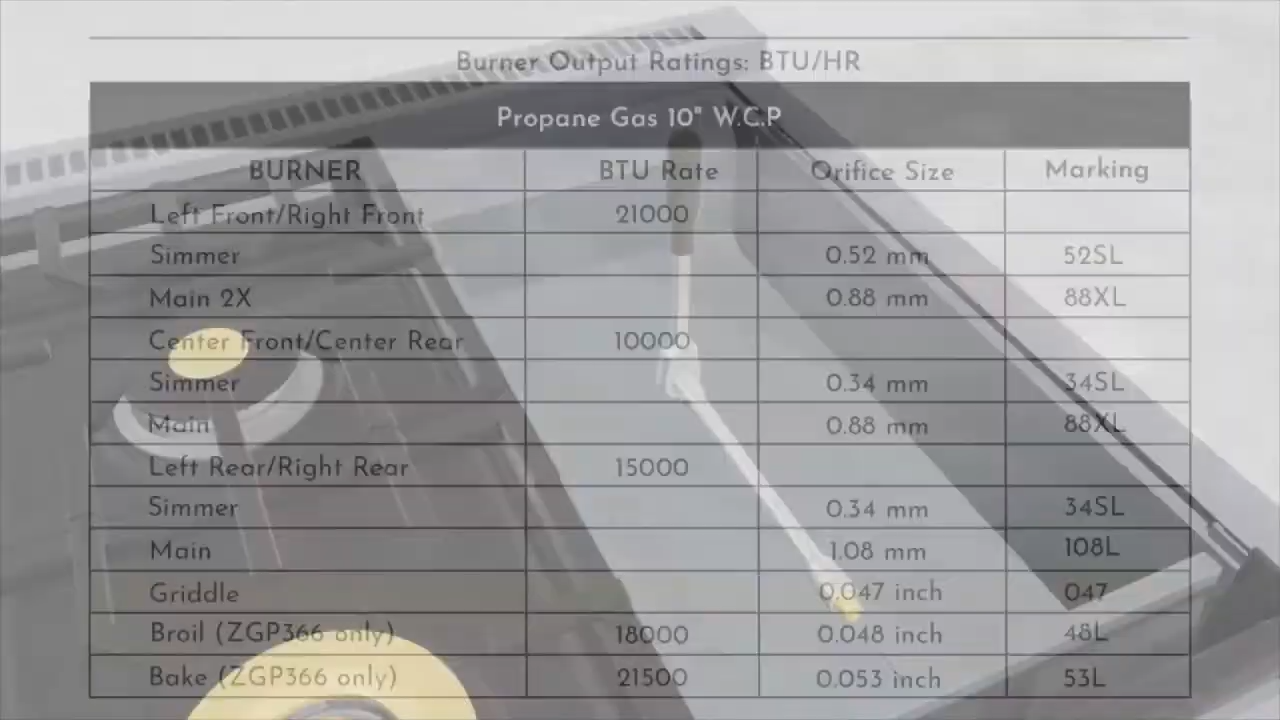 Burner Output Ratings: BTU/HR
Propane Gas 10" W.C.P
BURNER BTU Rate Orifice Size Marking
Left Front/Right Front 21000
Simmer 0.52 mm 52SL
Main 2X 0.88 mm 88XL
Center Front/Center Rear 10000
Simmer 0.34 mm 34SL
Main 0.88 mm 88XL
Left Rear/Right Rear 15000
Simmer 0.34 mm 34SL
Main 1.08 mm 108L
Griddle 0.047 inch 047
Broil (ZGP366 only) 18000 0.048 inch 48L
Bake (ZGP366 only) 21500 0.053 inch 53L